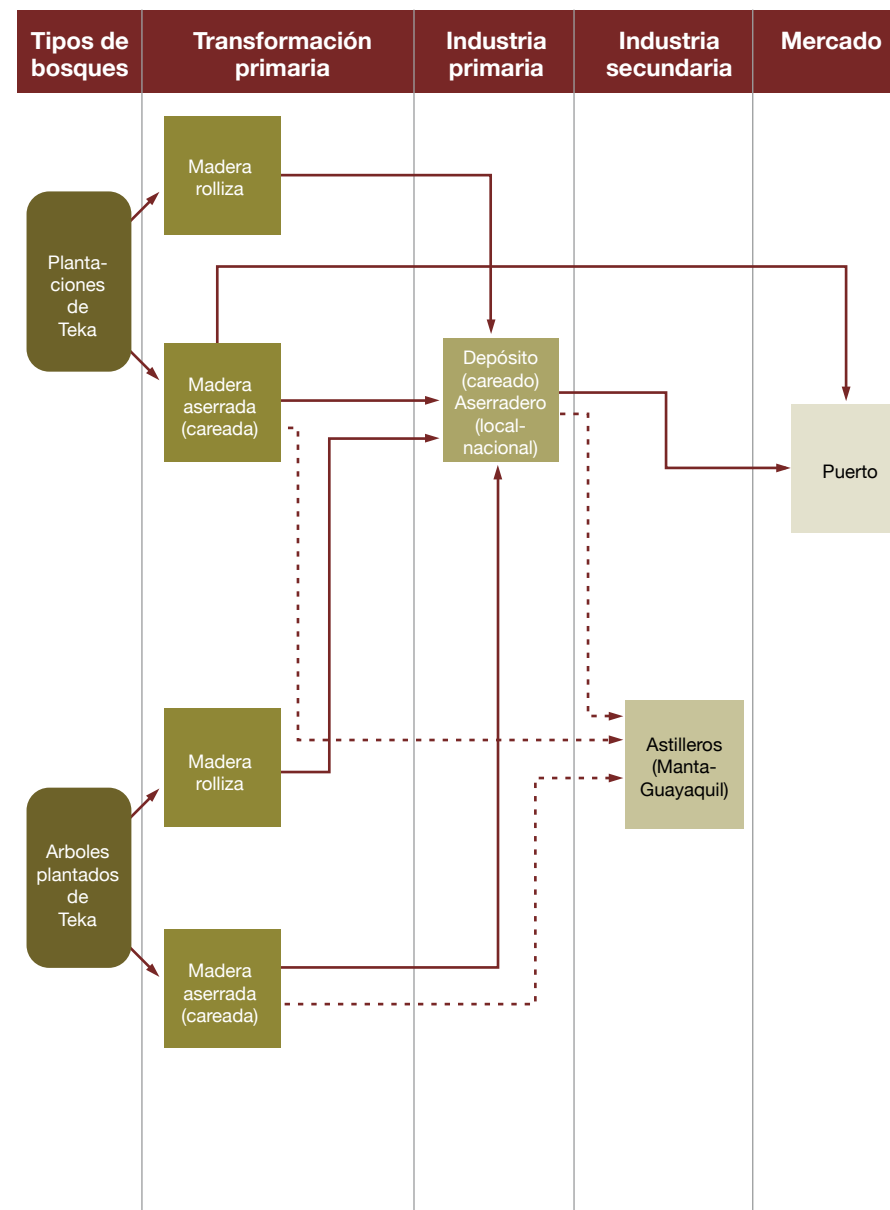 Tipos de
bosques
Transformación
primaria
Industria
primaria
Industria
secundaria
Mercado
Madera
rolliza
Planta-
ciones
de
Teka
Madera
aserrada
(careada)
Depósito
(careado)
Aserradero
(local-
nacional)
Puerto
Madera
rolliza
Astilleros
(Manta-
Guayaquil)
Arboles
plantados
de
Teka
Madera
aserrada
(careada)